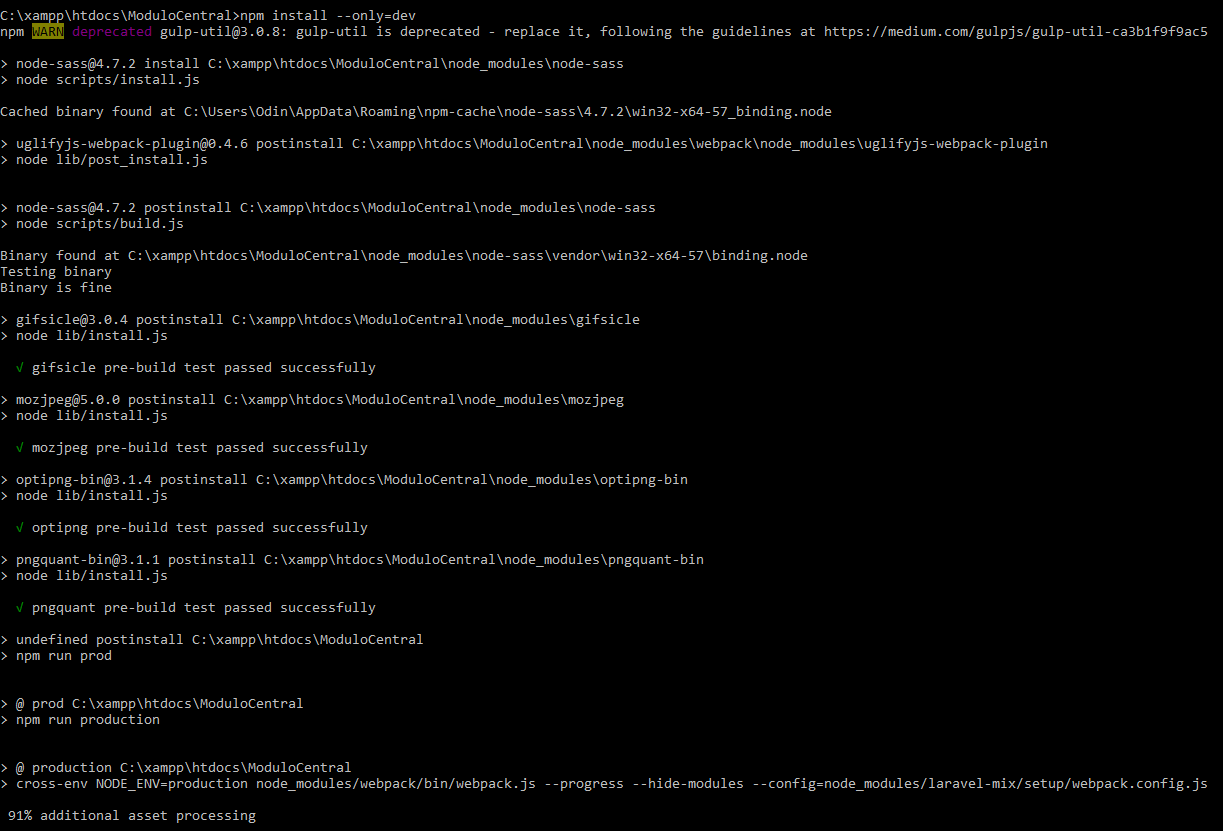 C:\xampp\htdocs\ModuloCentral>npm install --only=dev
npm WARN deprecated gulp-util@3.0.8: gulp-util is deprecated - replace it, following the guidelines at https://medium.com/gulpjs/gulp-util-ca3b1f9f9ac5
> node-sass@4.7.2 install C:\xampp\htdocs\ModuloCentral\node_modules\node-sass
> node scripts/install.js
Cached binary found at C:\Users\Odin\AppData\Roaming\npm-cache\node-sass\4.7.2\win32-x64-57_binding.node
> uglifyjs-webpack-plugin@0.4.6 postinstall C:\xampp\htdocs\ModuloCentral\node_modules\webpack\node_modules\uglifyjs-webpack-plugin
> node lib/post_install.js
> node-sass@4.7.2 postinstall C:\xampp\htdocs\ModuloCentral\node_modules\node-sass
> node scripts/build.js
Binary found at C:\xampp\htdocs\ModuloCentral\node_modules\node-sass\vendor\win32-x64-57\binding.node
Testing binary
Binary is fine
> gifsicle@3.0.4 postinstall C:\xampp\htdocs\ModuloCentral\node_modules\gifsicle
> node lib/install.js
√ gifsicle pre-build test passed successfully
> mozjpeg@5.0.0 postinstall C:\xampp\htdocs\ModuloCentral\node_modules\mozjpeg
> node lib/install.js
√ mozjpeg pre-build test passed successfully
> optipng-bin@3.1.4 postinstall C:\xampp\htdocs\ModuloCentral\node_modules\optipng-bin
> node lib/install.js
√ optipng pre-build test passed successfully
> pngquant-bin@3.1.1 postinstall C:\xampp\htdocs\ModuloCentral\node_modules\pngquant-bin
> node lib/install.js
√ pngquant pre-build test passed successfully
> undefined postinstall C:\xampp\htdocs\ModuloCentral
> npm run prod
> @ prod C:\xampp\htdocs\ModuloCentral
> npm run production
> @ production C:\xampp\htdocs\ModuloCentral
> cross-env NODE_ENV=production node_modules/webpack/bin/webpack.js --progress --hide-modules --config=node_modules/laravel-mix/setup/webpack.config.js
91% additional asset processing